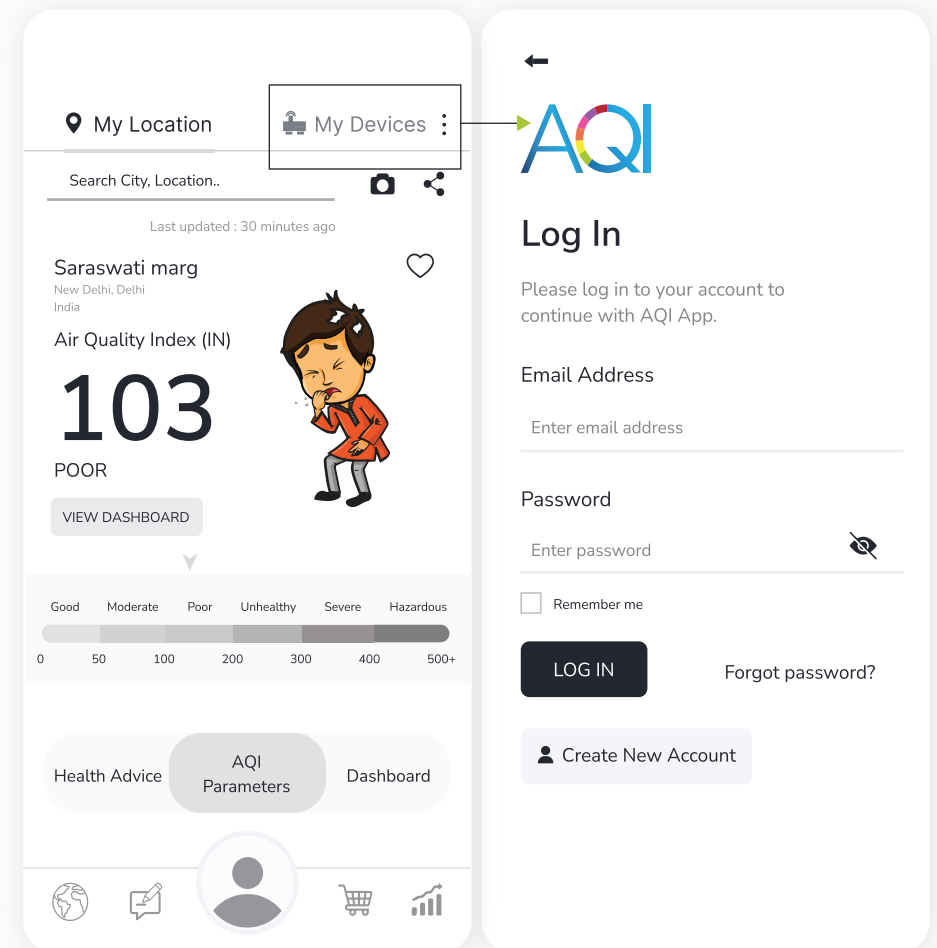 My Location
My Devices
Search City, Location..
Last updated : 30 minutes ago
Saraswati marg
New Delhi, Delhi
India
Air Quality Index (IN)
103
POOR
VIEW DASHBOARD
Good Moderate Poor Unhealthy Severe Hazardous
0 50 100 200 300 400 500+
Health Advice
AQI
Parameters
Dashboard
AQI
Log In
Please log in to your account to
continue with AQI App.
Email Address
Enter email address
Password
Enter password
Remember me
LOG IN
Forgot password?
Create New Account